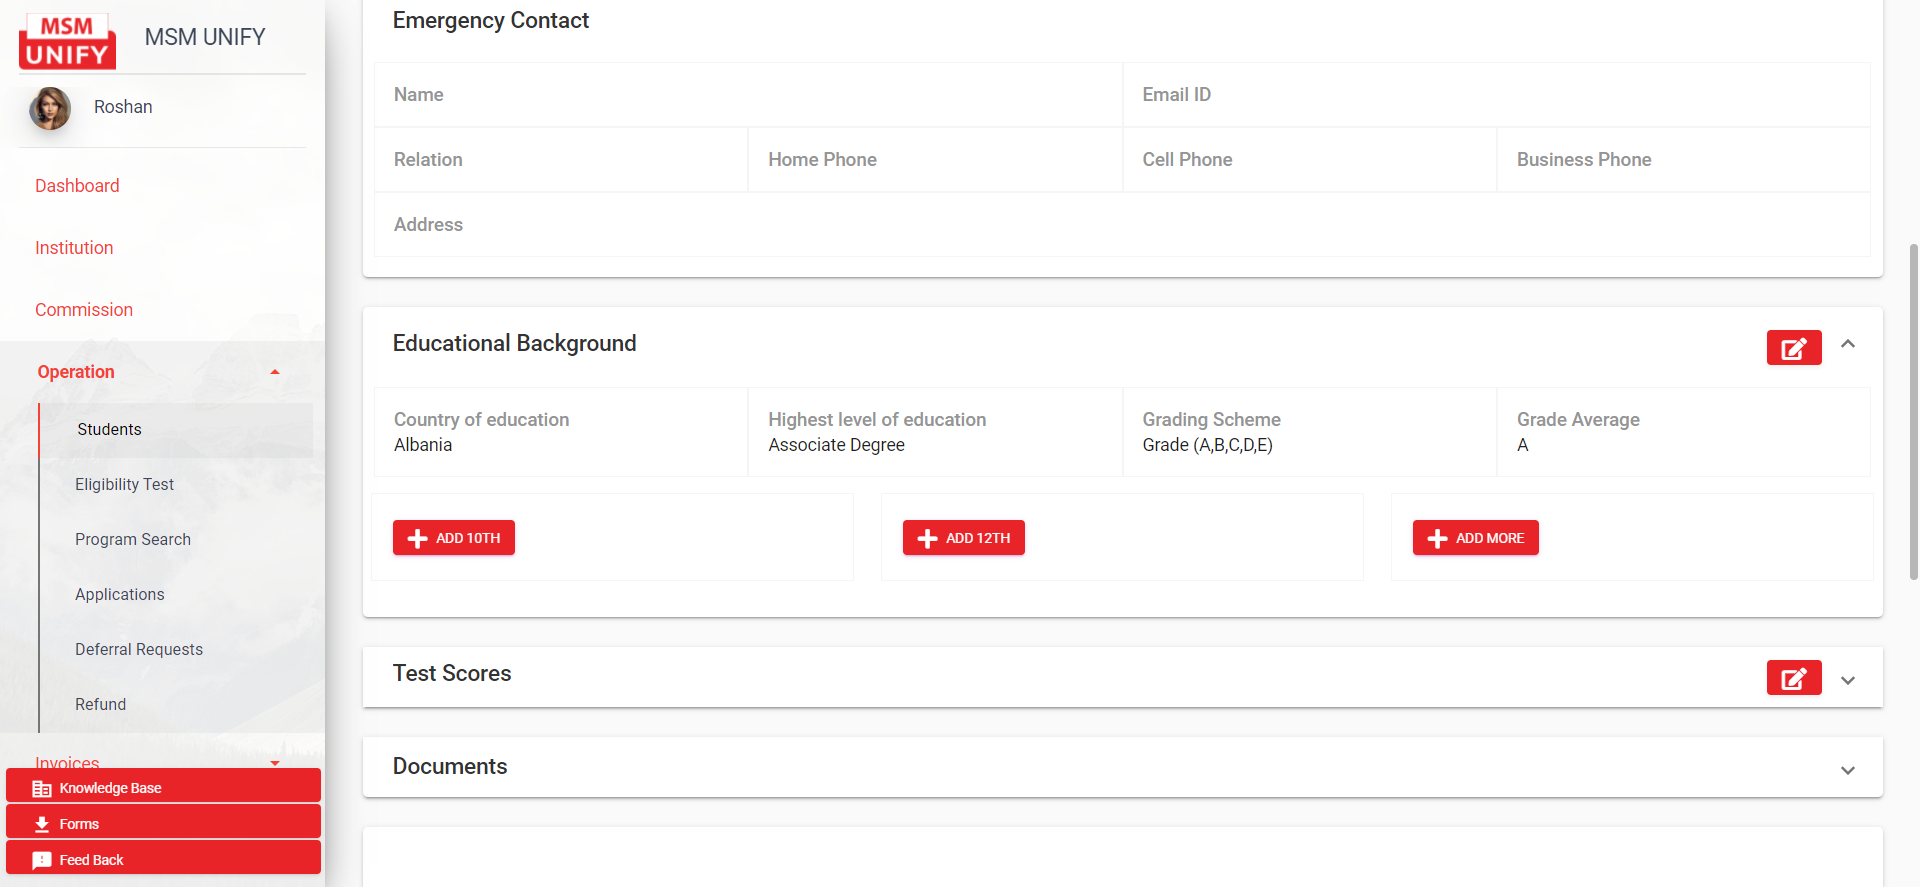 MSM
UNIFY
MSM UNIFY
Roshan
Dashboard
Institution
Commission
Operation
Students
Eligibility Test
Program Search
Applications
Deferral Requests
Refund
Invoices
Knowledge Base
Forms
Feed Back
Emergency Contact
Name
Email ID
Relation
Home Phone
Cell Phone
Business Phone
Address
Educational Background
Country of education
Albania
Highest level of education
Associate Degree
Grading Scheme
Grade (A,B,C,D,E)
Grade Average
A
ADD 10TH
ADD 12TH
ADD MORE
Test Scores
Documents